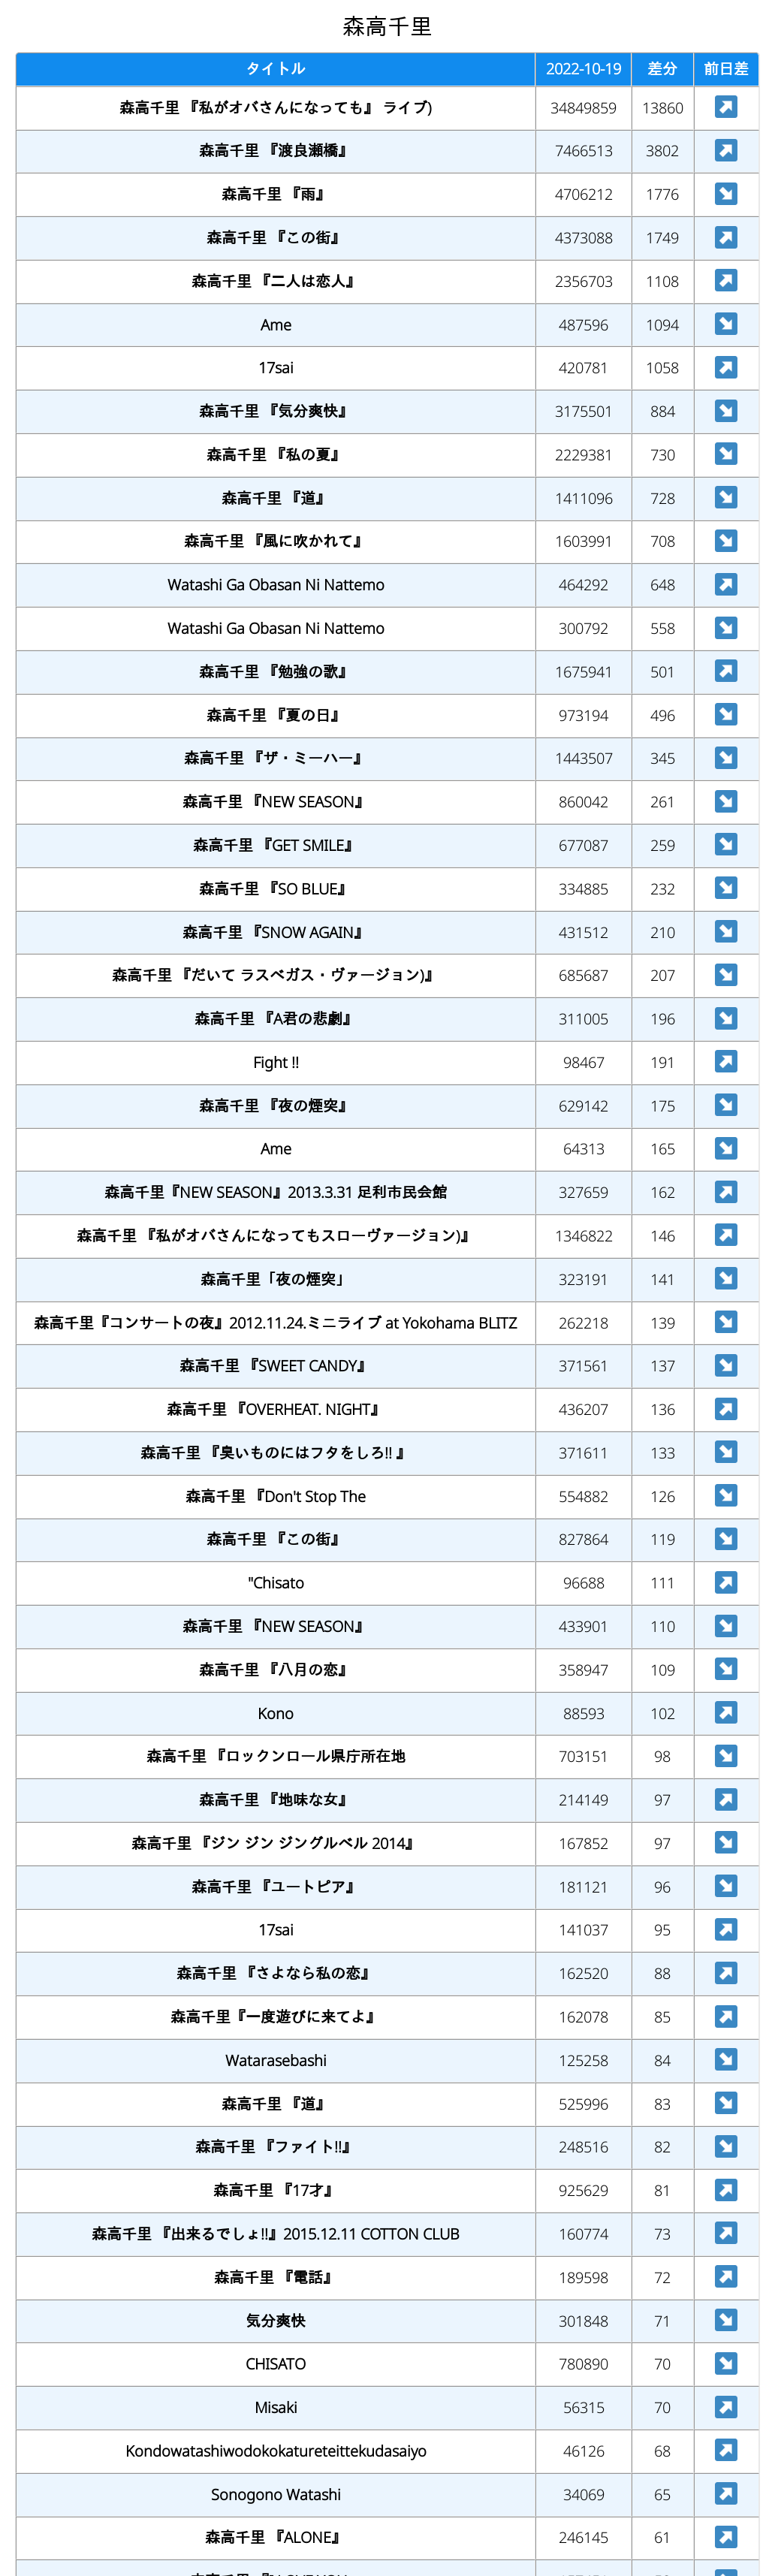 森高千里
タイトル 2022-10-19 差分 前日差
森高千里 『私がオバさんになっても』 ライブ) 34849859 13860
森高千里 『渡良瀬橋』 7466513 3802
森高千里 『雨』 4706212 1776
森高千里 『この街』 4373088 1749
森高千里 『二人は恋人』 2356703 1108
Ame 487596 1094
17sai 420781 1058
森高千里 『気分爽快』 3175501 884
森高千里 『私の夏』 2229381 730
森高千里 『道』 1411096 728
森高千里 『風に吹かれて』 1603991 708
Watashi Ga Obasan Ni Nattemo 464292 648
Watashi Ga Obasan Ni Nattemo 300792 558
森高千里 『勉強の歌』 1675941 501
森高千里 『夏の日』 973194 496
森高千里 『ザ・ミーハー』 1443507 345
森高千里 『NEW SEASON』 860042 261
森高千里 『GET SMILE』 677087 259
森高千里 『SO BLUE』 334885 232
森高千里 『SNOW AGAIN』 431512 210
森高千里 『だいて ラスベガス・ヴァージョン)』 685687 207
森高千里 『A君の悲劇』 311005 196
Fight !! 98467 191
森高千里 『夜の煙突』 629142 175
Ame 64313 165
森高千里『NEW SEASON』2013.3.31 足利市民会館 327659 162
森高千里 『私がオバさんになってもスローヴァージョン)』 1346822 146
森高千里「夜の煙突」 323191 141
森高千里『コンサートの夜』2012.11.24.ミニライブ at Yokohama BLITZ 262218 139
森高千里 『SWEET CANDY』 371561 137
森高千里 『OVERHEAT. NIGHT』 436207 136
森高千里 『臭いものにはフタをしろ!! 』 371611 133
森高千里 『Don't Stop The 554882 126
森高千里 『この街』 827864 119
"Chisato 96688 111
森高千里 『NEW SEASON』 433901 110
森高千里 『八月の恋』 358947 109
Kono 88593 102
森高千里 『ロックンロール県庁所在地 703151 98
森高千里 『地味な女』 214149 97
森高千里 『ジン ジン ジングルベル 2014』 167852 97
森高千里 『ユートピア』 181121 96
17sai 141037 95
森高千里 『さよなら私の恋』 162520 88
森高千里『一度遊びに来てよ』 162078 85
Watarasebashi 125258 84
森高千里 『道』 525996 83
森高千里 『ファイト!!』 248516 82
森高千里 『17才』 925629 81
森高千里 『出来るでしょ!!』2015.12.11 COTTON CLUB 160774 73
森高千里 『電話』 189598 72
気分爽快 301848 71
CHISATO 780890 70
Misaki 56315 70
Kondowatashiwodokokatureteittekudasaiyo 46126 68
Sonogono Watashi 34069 65
森高千里 『ALONE』 246145 61